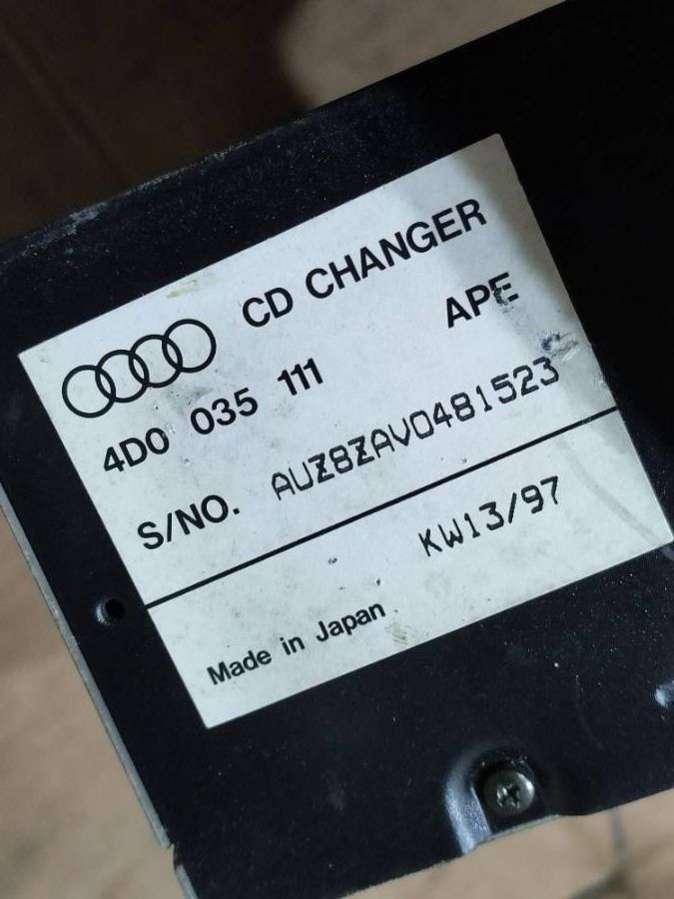 CD CHANGER
4D0 035 111 APE
S/NO. AUZ8ZAV0481523
KW13/97
Made in Japan